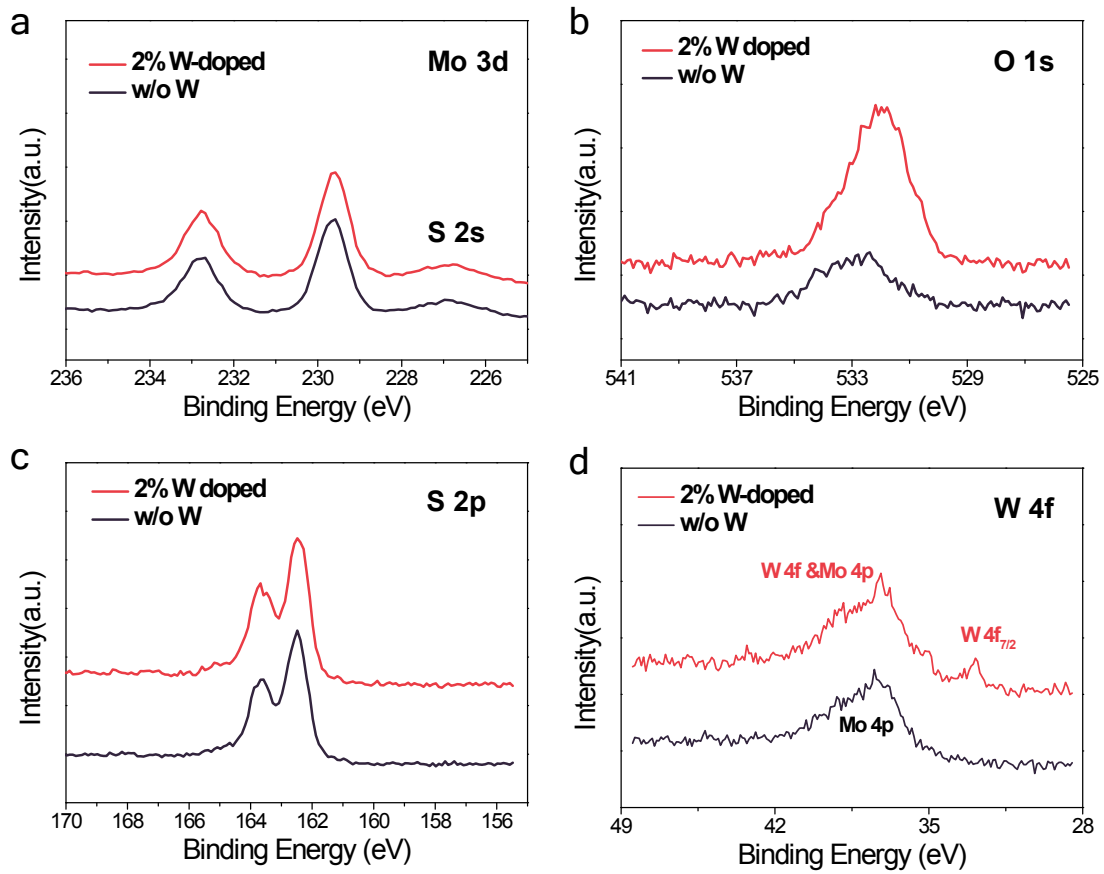 a
2% W-doped
w/o W
Mo 3d
S 2s
Intensity(a.u.)
236 234 232 230 228 226
Binding Energy (eV)
b
2% W doped
w/o W
O 1s
Intensity(a.u.)
541 537 533 529 525
Binding Energy (eV)
c
2% W doped
w/o W
S 2p
Intensity(a.u.)
170 168 166 164 162 160 158 156
Binding Energy (eV)
d
2% W-doped
w/o W
W 4f
W 4f &Mo 4p
W 4f7/2
Mo 4p
Intensity(a.u.)
49 42 35 28
Binding Energy (eV)